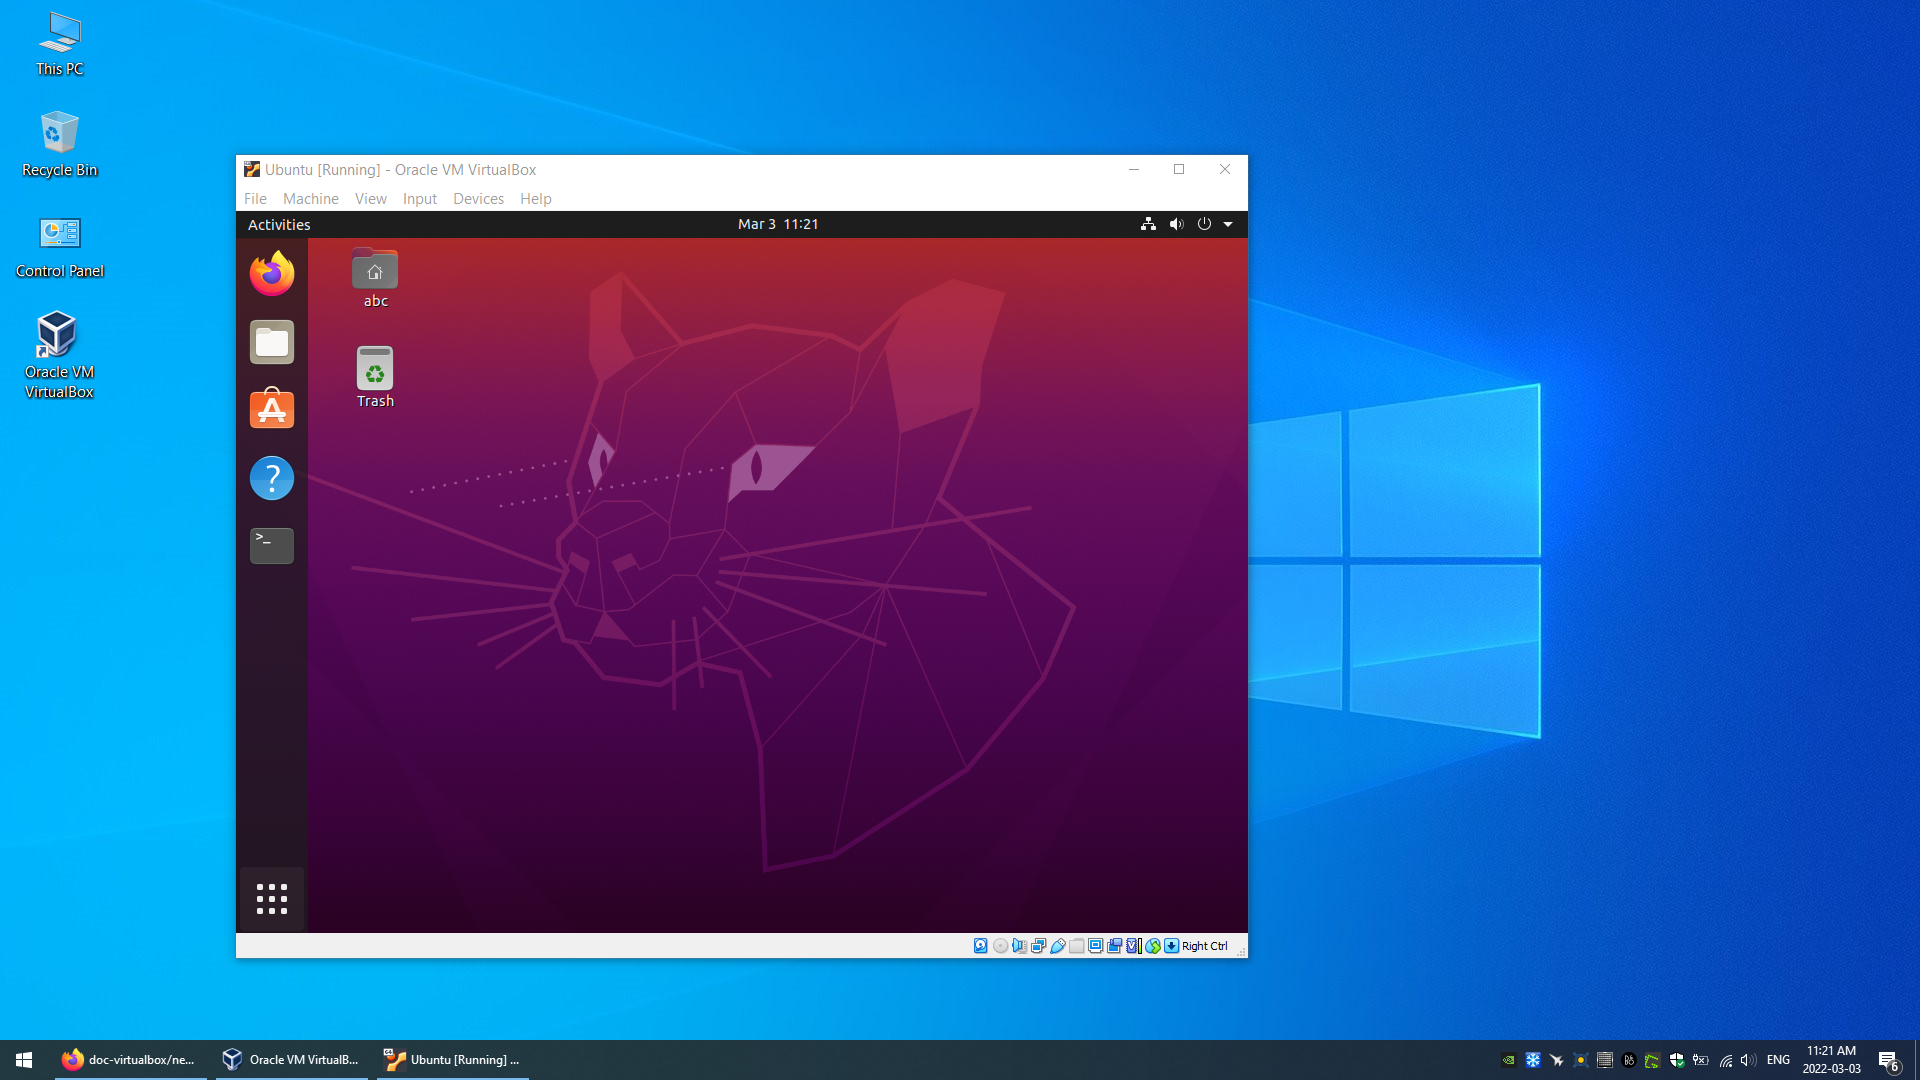 This PC
Recycle Bin
Control Panel
Oracle VM
VirtualBox
Ubuntu [Running] - Oracle VM VirtualBox
File Machine View Input Devices Help
Activities
Mar 3 11:21
abc
Trash
>_
Right Ctrl
doc-virtualbox/ne...
Oracle VM VirtualB...
Ubuntu [Running] ...
ENG
11:21 AM
2022-03-03
6